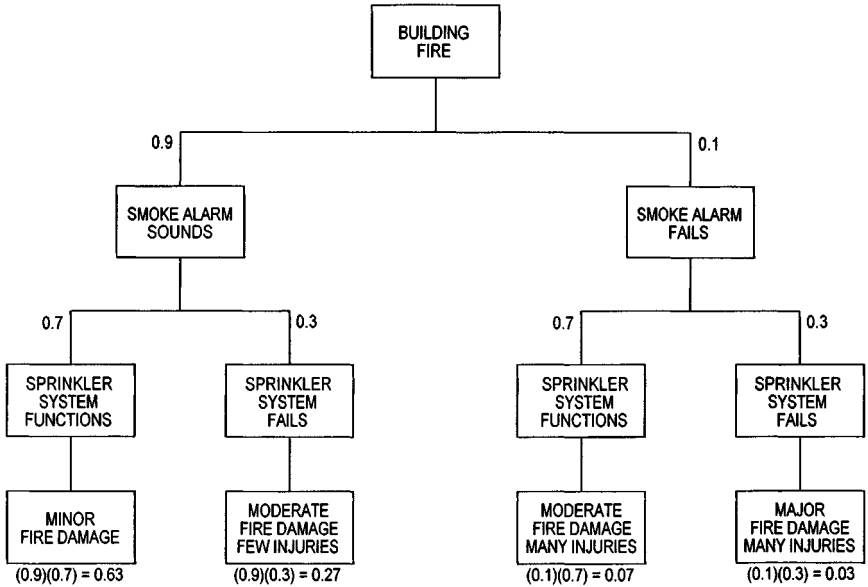 BUILDING
FIRE
0.9
0.1
SMOKE ALARM
SOUNDS
SMOKE ALARM
FAILS
0.7
0.3
0.7
0.3
SPRINKLER
SYSTEM
FUNCTIONS
SPRINKLER
SYSTEM
FAILS
SPRINKLER
SYSTEM
FUNCTIONS
SPRINKLER
SYSTEM
FAILS
MINOR
FIRE DAMAGE
MODERATE
FIRE DAMAGE
FEW INJURIES
MODERATE
FIRE DAMAGE
MANY INJURIES
MAJOR
FIRE DAMAGE
MANY INJURIES
(0.9)(0.7) = 0.63
(0.9)(0.3) = 0.27
(0.1)(0.7) = 0.07
(0.1)(0.3) = 0.03